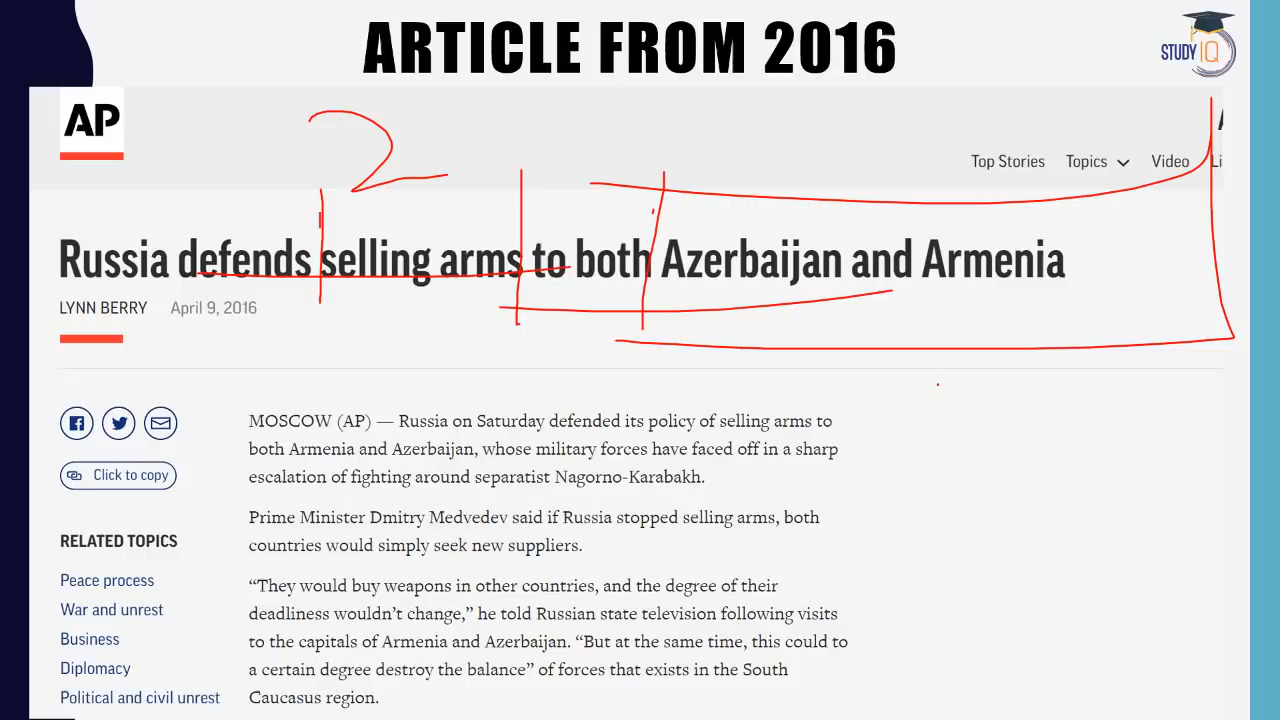 ARTICLE FROM 2016
STUDY IQ
AP
Top Stories Topics Video Li
2
Russia defends selling arms to both Azerbaijan and Armenia
LYNN BERRY April 9, 2016
MOSCOW (AP) — Russia on Saturday defended its policy of selling arms to
both Armenia and Azerbaijan, whose military forces have faced off in a sharp
escalation of fighting around separatist Nagorno-Karabakh.
Click to copy
Prime Minister Dmitry Medvedev said if Russia stopped selling arms, both
countries would simply seek new suppliers.
RELATED TOPICS
Peace process
War and unrest
Business
Diplomacy
Political and civil unrest
“They would buy weapons in other countries, and the degree of their
deadliness wouldn’t change,” he told Russian state television following visits
to the capitals of Armenia and Azerbaijan. “But at the same time, this could to
a certain degree destroy the balance” of forces that exists in the South
Caucasus region.